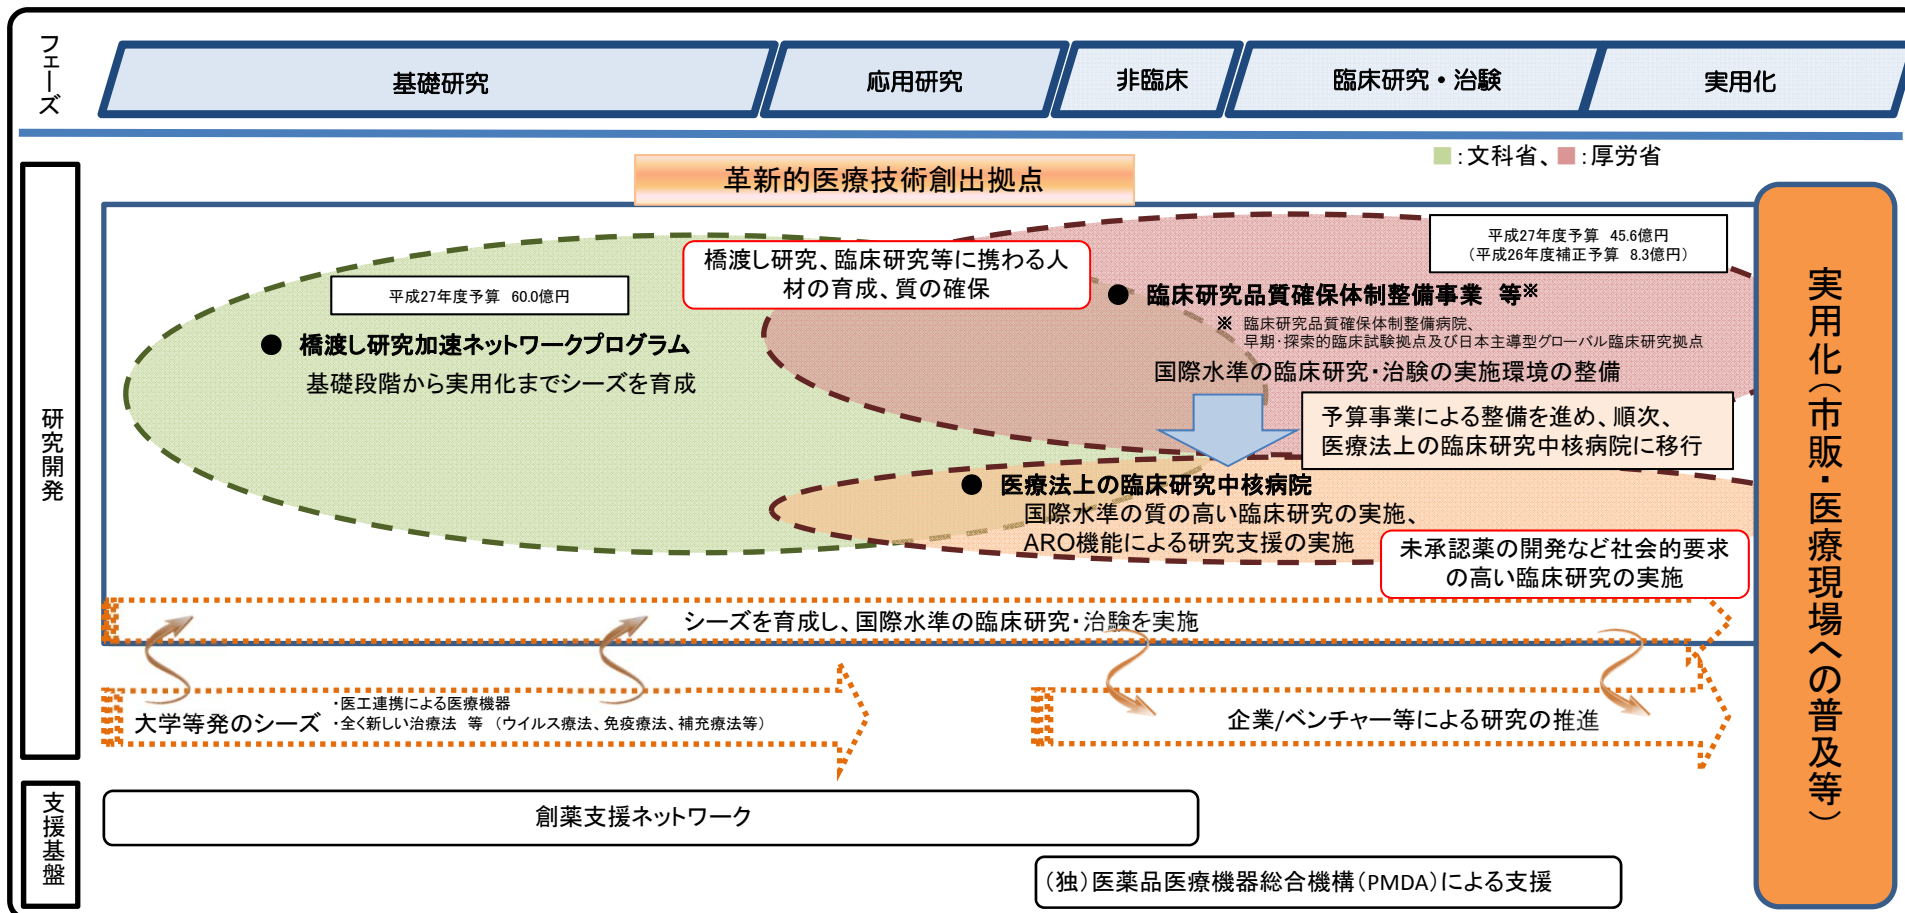 フェーズ
基礎研究
応用研究
非臨床
臨床研究・治験
実用化
■:文科省、■:厚労省
革新的医療技術創出拠点
研究開発
平成27年度予算 45.6億円
(平成26年度補正予算 8.3億円)
橋渡し研究、臨床研究等に携わる人
材の育成、質の確保
平成27年度予算 60.0億円
● 臨床研究品質確保体制整備事業 等※
※ 臨床研究品質確保体制整備病院、
早期・探索的臨床試験拠点及び日本主導型グローバル臨床研究拠点
国際水準の臨床研究・治験の実施環境の整備
● 橋渡し研究加速ネットワークプログラム
基礎段階から実用化までシーズを育成
予算事業による整備を進め、順次、
医療法上の臨床研究中核病院に移行
● 医療法上の臨床研究中核病院
国際水準の質の高い臨床研究の実施、
ARO機能による研究支援の実施
未承認薬の開発など社会的要求
の高い臨床研究の実施
シーズを育成し、国際水準の臨床研究・治験を実施
大学等発のシーズ
・医工連携による医療機器
・全く新しい治療法 等 (ウイルス療法、免疫療法、補充療法等)
企業/ベンチャー等による研究の推進
実用化(市販・医療現場への普及等)
支援基盤
創薬支援ネットワーク
(独)医薬品医療機器総合機構(PMDA)による支援